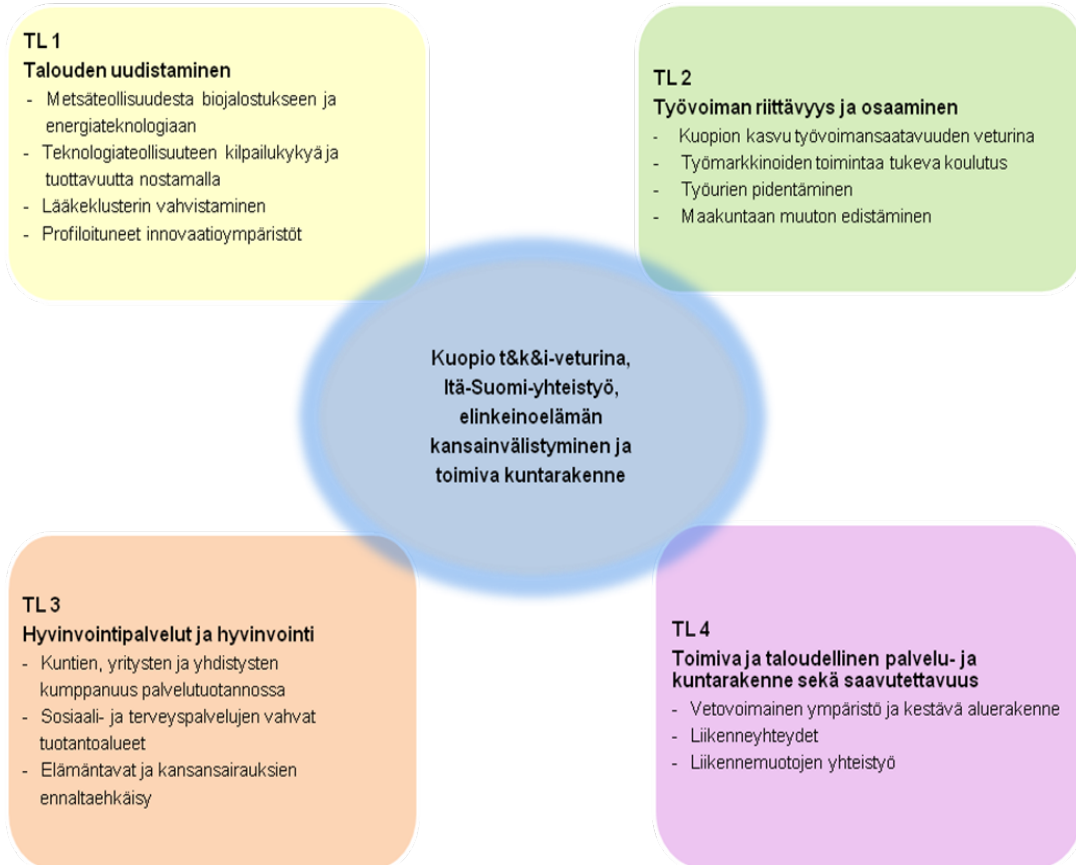 TL 1
Talouden uudistaminen
- Metsäteollisuudesta biojalostukseen ja
energiateknologiaan
- Teknologiateollisuuteen kilpailukykyä ja
tuottavuutta nostamalla
- Lääkeklusterin vahvistaminen
- Profiloituneet innovaatioympäristöt
TL 2
Työvoiman riittävyys ja osaaminen
- Kuopion kasvu työvoimansaatavuuden veturina
- Työmarkkinoiden toimintaa tukeva koulutus
- Työurien pidentäminen
- Maakuntaan muuton edistäminen
Kuopio t&k&i-veturina,
Itä-Suomi-yhteistyö,
elinkeinoelämän
kansainvälistyminen ja
toimiva kuntarakenne
TL 3
Hyvinvointipalvelut ja hyvinvointi
- Kuntien, yritysten ja yhdistysten
kumppanuus palvelutuotannossa
- Sosiaali- ja terveyspalvelujen vahvat
tuotantoalueet
- Elämäntavat ja kansansairauksien
ennaltaehkäisy
TL 4
Toimiva ja taloudellinen palvelu- ja
kuntarakenne sekä saavutettavuus
- Vetovoimainen ympäristö ja kestävä aluerakenne
- Liikenneyhteydet
- Liikennemuotojen yhteistyö